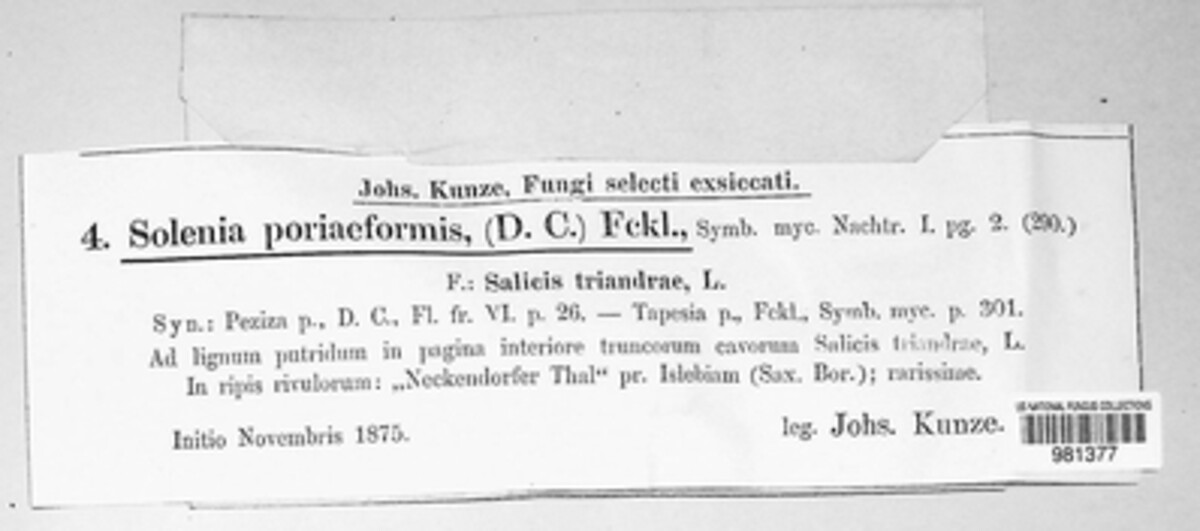 Johs. Kunze. Fungi selecti exsiccati.
4. Solenia poriaeformis, (D. C.) Fckl., Symb. myc. Nachtr. I. pg. 2. (290.)
F.: Salicis triandrae, L.
Syn.: Peziza p., D. C., Fl. fr. VI. p. 26. — Tapesia p., Fckl., Symb. myc. p. 301.
Ad lignum putridum in pagina interiore truncorum cavorum Salicis triandrae, L.
In ripis rivulorum: „Neckendorfer Thal“ pr. Islebiam (Sax. Bor.); rarissime.
Initio Novembris 1875.
leg. Johs. Kunze.
US NATIONAL FUNGUS COLLECTIONS
981377